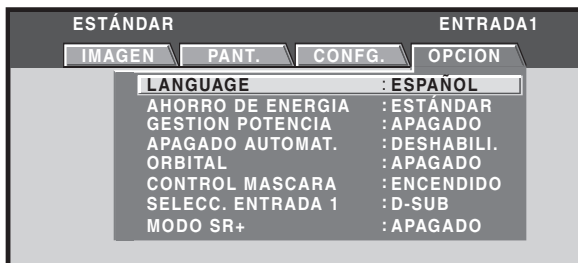 ESTÁNDAR ENTRADA1
IMAGEN PANT. CONFG. OPCION
LANGUAGE :ESPAÑOL
AHORRO DE ENERGIA :ESTÁNDAR
GESTION POTENCIA :APAGADO
APAGADO AUTOMAT. :DESHABILI.
ORBITAL :APAGADO
CONTROL MASCARA :ENCENDIDO
SELECC. ENTRADA 1 :D-SUB
MODO SR+ :APAGADO